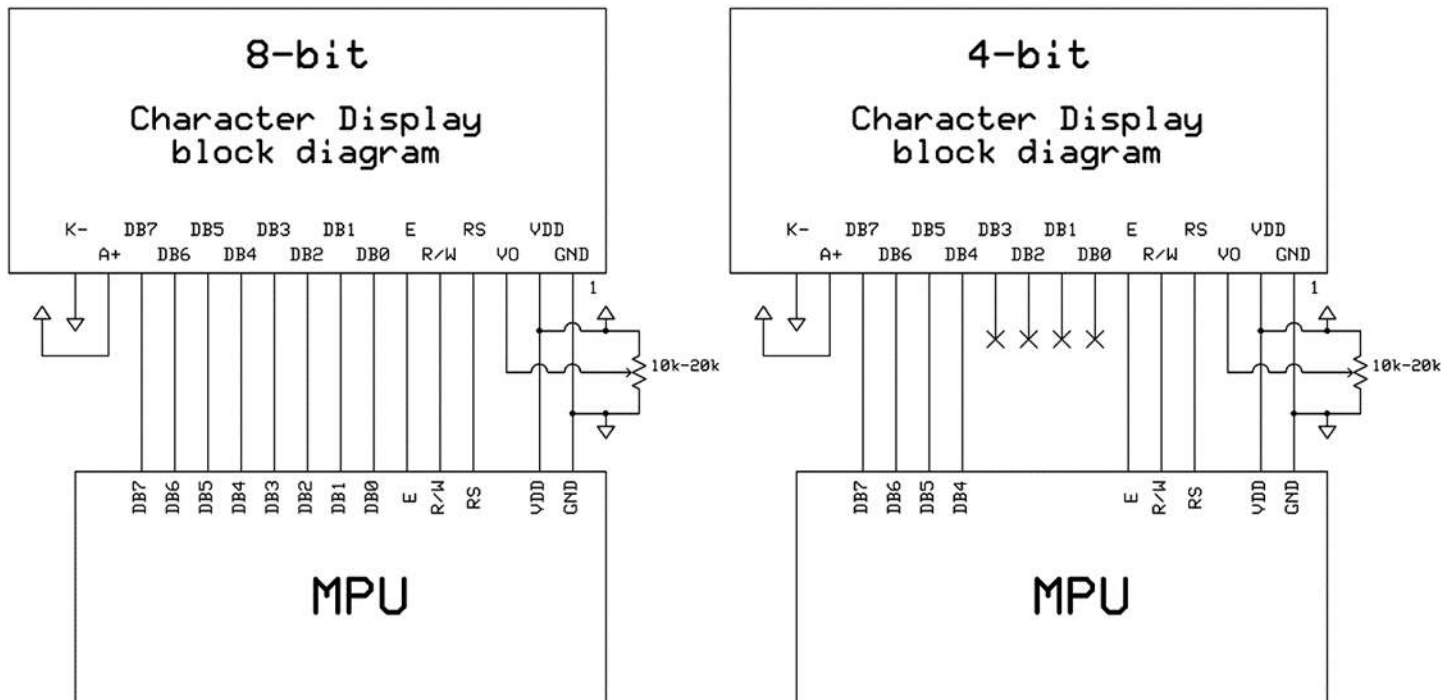 8-bit
Character Display
block diagram
K- DB7 DB5 DB3 DB1 E RS VDD
A+ DB6 DB4 DB2 DB0 R/W VO GND
1
10k-20k
DB7 DB6 DB5 DB4 DB3 DB2 DB1 DB0 E R/W RS VDD GND
MPU
4-bit
Character Display
block diagram
K- DB7 DB5 DB3 DB1 E RS VDD
A+ DB6 DB4 DB2 DB0 R/W VO GND
1
10k-20k
DB7 DB6 DB5 DB4 E R/W RS VDD GND
MPU